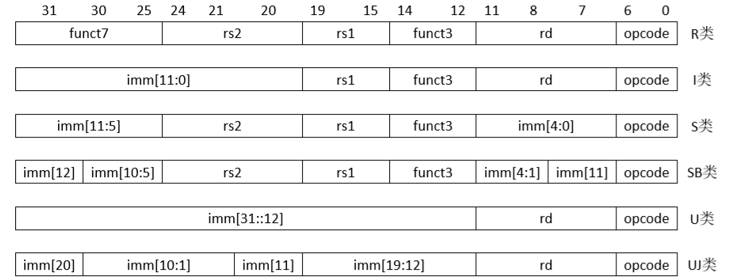 31 30 25 24 21 20 19 15 14 12 11 8 7 6 0
funct7 rs2 rs1 funct3 rd opcode R类
imm[11:0] rs1 funct3 rd opcode I类
imm[11:5] rs2 rs1 funct3 imm[4:0] opcode S类
imm[12] imm[10:5] rs2 rs1 funct3 imm[4:1] imm[11] opcode SB类
imm[31::12] rd opcode U类
imm[20] imm[10:1] imm[11] imm[19:12] rd opcode UJ类